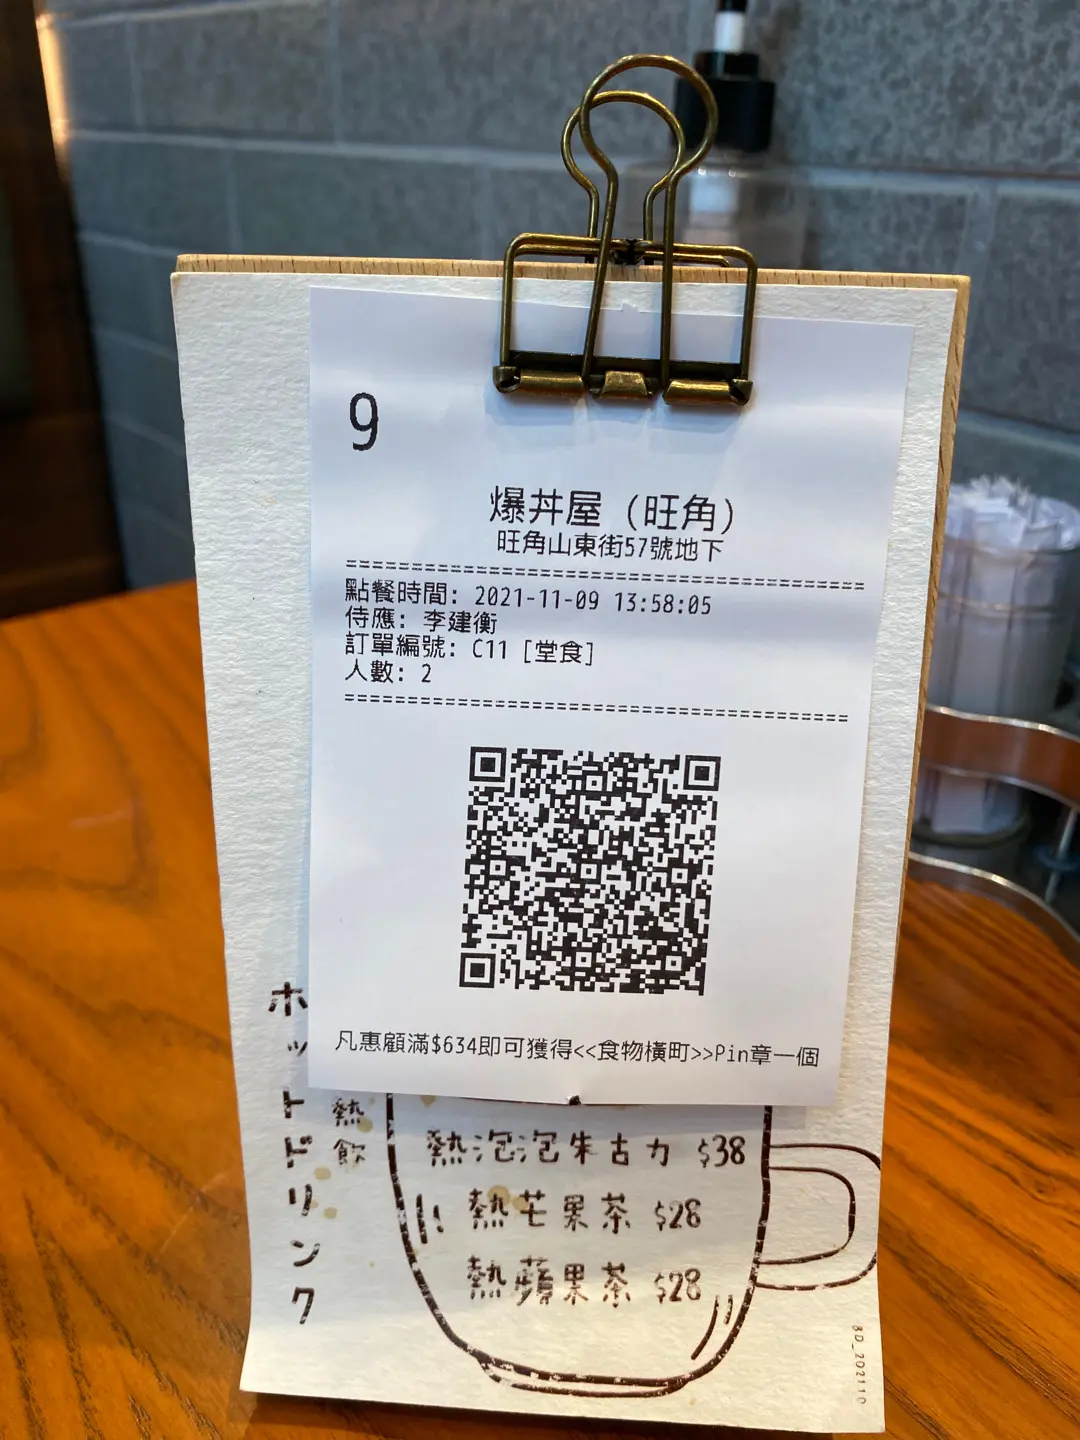 9
爆丼屋 (旺角)
旺角山東街57號地下
點餐時間: 2021-11-09 13:58:05
侍應: 李建衡
訂單編號: C11 [堂食]
人數: 2
凡惠顧滿$634即可獲得<<食物橫町>>Pin章一個
ホットドリンク
熱飲
熱泡泡朱古力 $38
熱芒果茶 $28
熱蘋果茶 $28
BD_202110